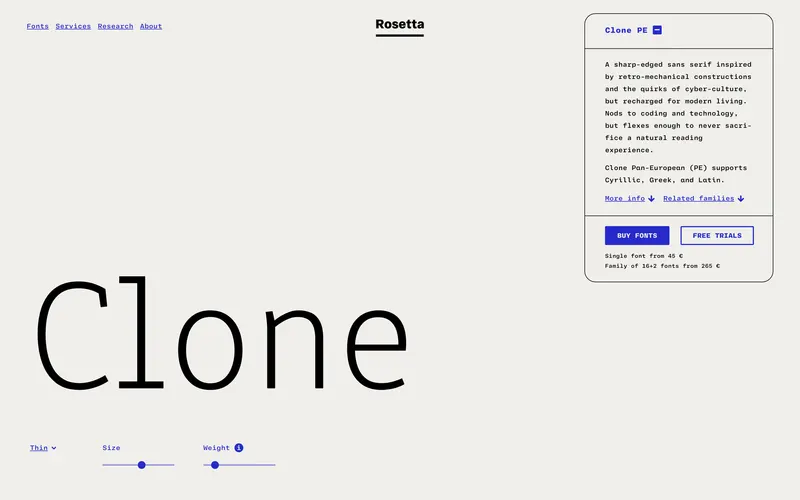 Fonts Services Research About
Rosetta
Clone PE
A sharp-edged sans serif inspired
by retro-mechanical constructions
and the quirks of cyber-culture,
but recharged for modern living.
Nods to coding and technology,
but flexes enough to never sacri-
fice a natural reading
experience.
Clone Pan-European (PE) supports
Cyrillic, Greek, and Latin.
More info ↓ Related families ↓
BUY FONTS FREE TRIALS
Single font from 45 €
Family of 16+2 fonts from 265 €
Clone
Thin Size Weight 1